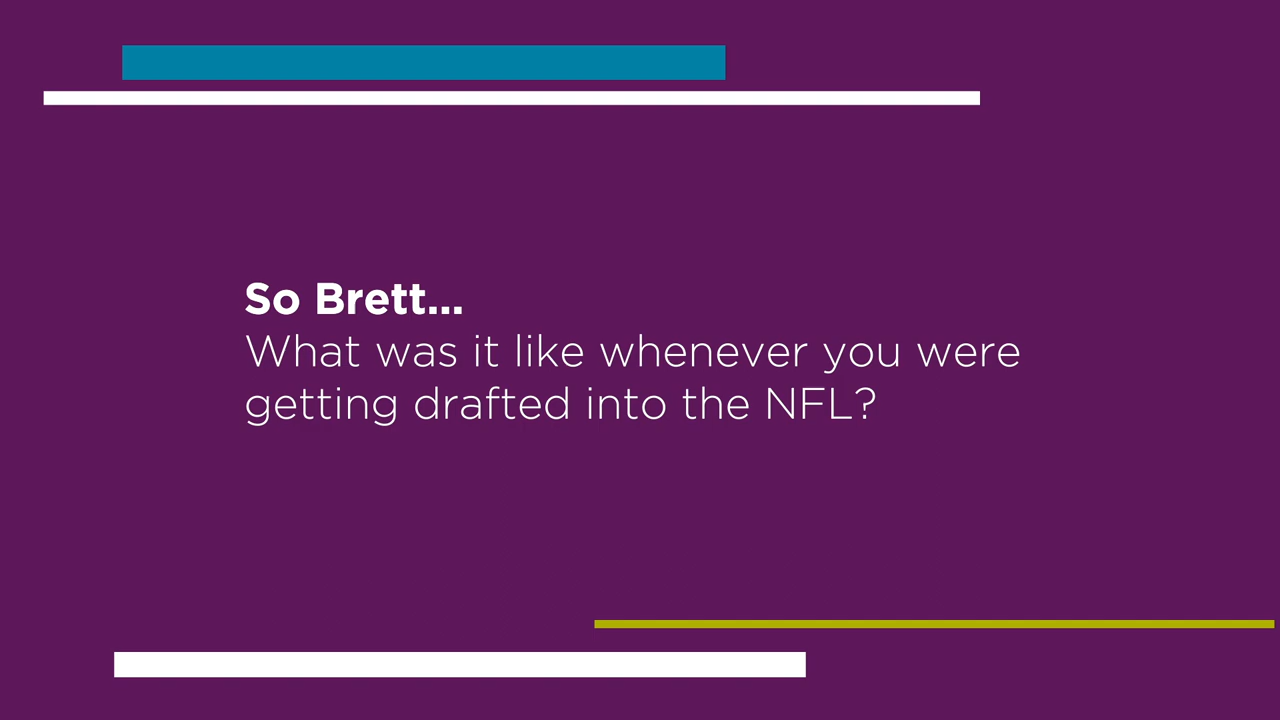 So Brett...
What was it like whenever you were
getting drafted into the NFL?